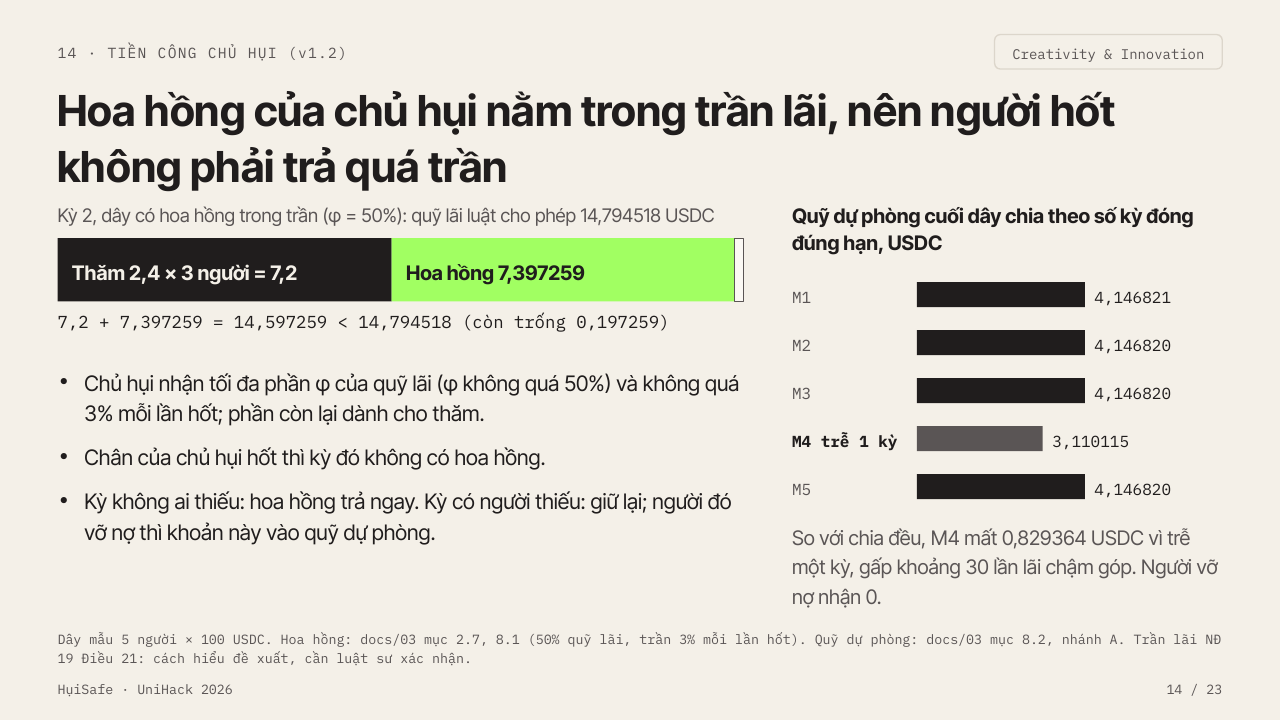 14 · TIỀN CÔNG CHỦ HỤI (v1.2)
Creativity & Innovation
Hoa hồng của chủ hụi nằm trong trần lãi, nên người hốt
không phải trả quá trần
Kỳ 2, dây có hoa hồng trong trần (φ = 50%): quỹ lãi luật cho phép 14,794518 USDC
Thăm 2,4 × 3 người = 7,2
Hoa hồng 7,397259
7,2 + 7,397259 = 14,597259 < 14,794518 (còn trống 0,197259)
• Chủ hụi nhận tối đa phần φ của quỹ lãi (φ không quá 50%) và không quá
3% mỗi lần hốt; phần còn lại dành cho thăm.
• Chân của chủ hụi hốt thì kỳ đó không có hoa hồng.
• Kỳ không ai thiếu: hoa hồng trả ngay. Kỳ có người thiếu: giữ lại; người đó
vỡ nợ thì khoản này vào quỹ dự phòng.
Quỹ dự phòng cuối dây chia theo số kỳ đóng
đúng hạn, USDC
M1 4,146821
M2 4,146820
M3 4,146820
M4 trễ 1 kỳ 3,110115
M5 4,146820
So với chia đều, M4 mất 0,829364 USDC vì trễ
một kỳ, gấp khoảng 30 lần lãi chậm góp. Người vỡ
nợ nhận 0.
Dây mẫu 5 người × 100 USDC. Hoa hồng: docs/03 mục 2.7, 8.1 (50% quỹ lãi, trần 3% mỗi lần hốt). Quỹ dự phòng: docs/03 mục 8.2, nhánh A. Trần lãi NĐ
19 Điều 21: cách hiểu đề xuất, cần luật sư xác nhận.
HụiSafe · UniHack 2026
14 / 23